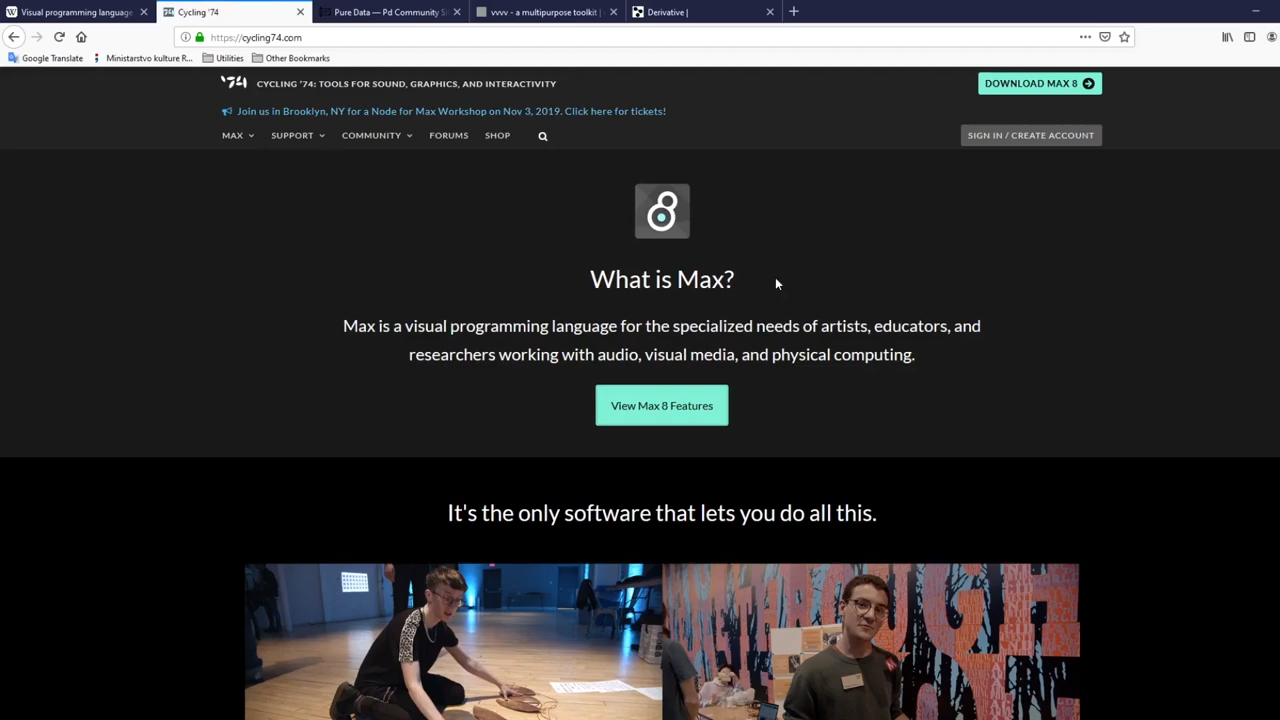 Visual programming language
Cycling '74
Pure Data — Pd Community
vvvv - a multipurpose toolkit |
Derivative |
https://cycling74.com
Google Translate
Ministarstvo kulture R...
Utilities
Other Bookmarks
'74
CYCLING '74: TOOLS FOR SOUND, GRAPHICS, AND INTERACTIVITY
DOWNLOAD MAX 8
Join us in Brooklyn, NY for a Node for Max Workshop on Nov 3, 2019. Click here for tickets!
MAX
SUPPORT
COMMUNITY
FORUMS
SHOP
SIGN IN / CREATE ACCOUNT
What is Max?
Max is a visual programming language for the specialized needs of artists, educators, and
researchers working with audio, visual media, and physical computing.
View Max 8 Features
It's the only software that lets you do all this.